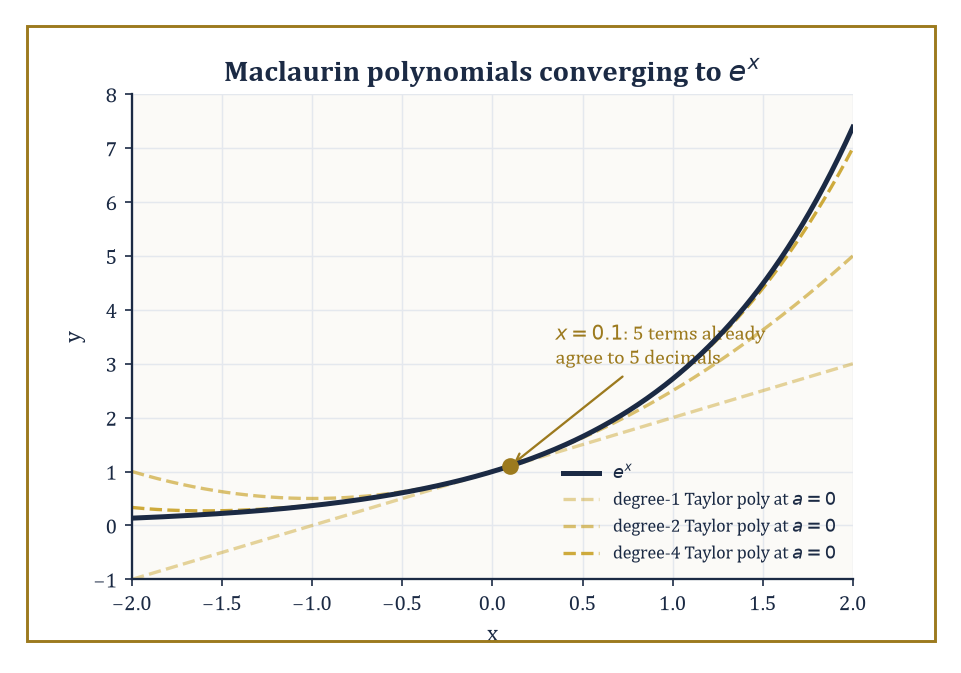 Maclaurin polynomials converging to e^x
8
7
6
5
4
3
2
1
0
−1
y
x = 0.1: 5 terms already
agree to 5 decimals
e^x
degree-1 Taylor poly at a = 0
degree-2 Taylor poly at a = 0
degree-4 Taylor poly at a = 0
−2.0 −1.5 −1.0 −0.5 0.0 0.5 1.0 1.5 2.0
x